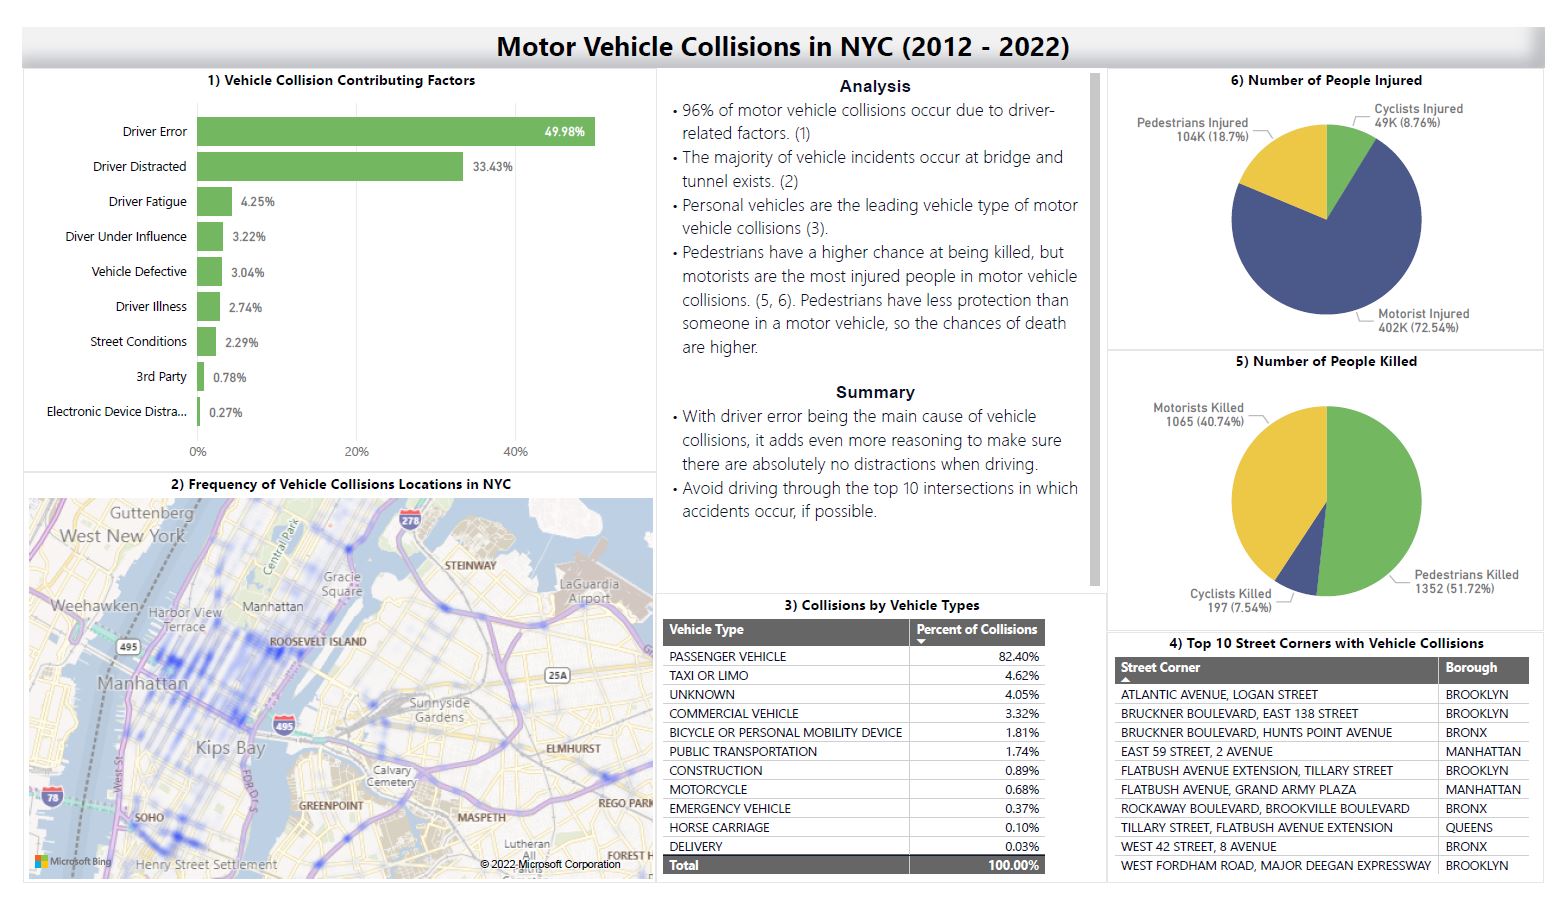 Motor Vehicle Collisions in NYC (2012 - 2022)
1) Vehicle Collision Contributing Factors
Driver Error 49.98%
Driver Distracted 33.43%
Driver Fatigue 4.25%
Diver Under Influence 3.22%
Vehicle Defective 3.04%
Driver Illness 2.74%
Street Conditions 2.29%
3rd Party 0.78%
Electronic Device Distra... 0.27%
0% 20% 40%
2) Frequency of Vehicle Collisions Locations in NYC
Guttenberg
West New York
Central Park
278
STEINWAY
Gracie
Square
LaGuardia
Airport
Weehawken
Harbor View
Terrace
Manhattan
495
ROOSEVELT ISLAND
Manhattan
25A
Sunnyside
Gardens
495
Kips Bay
ELMHURST
West St
FDR Dr S
Calvary
Cemetery
78
GREENPOINT
REGO PARK
SOHO
MASPETH
Lutheran
All
Faiths
FOREST H
Microsoft Bing
Henry Street Settlement
© 2022 Microsoft Corporation
Analysis
• 96% of motor vehicle collisions occur due to driver-
related factors. (1)
• The majority of vehicle incidents occur at bridge and
tunnel exists. (2)
• Personal vehicles are the leading vehicle type of motor
vehicle collisions (3).
• Pedestrians have a higher chance at being killed, but
motorists are the most injured people in motor vehicle
collisions. (5, 6). Pedestrians have less protection than
someone in a motor vehicle, so the chances of death
are higher.
Summary
• With driver error being the main cause of vehicle
collisions, it adds even more reasoning to make sure
there are absolutely no distractions when driving.
• Avoid driving through the top 10 intersections in which
accidents occur, if possible.
3) Collisions by Vehicle Types
Vehicle Type Percent of Collisions
PASSENGER VEHICLE 82.40%
TAXI OR LIMO 4.62%
UNKNOWN 4.05%
COMMERCIAL VEHICLE 3.32%
BICYCLE OR PERSONAL MOBILITY DEVICE 1.81%
PUBLIC TRANSPORTATION 1.74%
CONSTRUCTION 0.89%
MOTORCYCLE 0.68%
EMERGENCY VEHICLE 0.37%
HORSE CARRIAGE 0.10%
DELIVERY 0.03%
Total 100.00%
6) Number of People Injured
Cyclists Injured
49K (8.76%)
Pedestrians Injured
104K (18.7%)
Motorist Injured
402K (72.54%)
5) Number of People Killed
Motorists Killed
1065 (40.74%)
Pedestrians Killed
1352 (51.72%)
Cyclists Killed
197 (7.54%)
4) Top 10 Street Corners with Vehicle Collisions
Street Corner Borough
ATLANTIC AVENUE, LOGAN STREET BROOKLYN
BRUCKNER BOULEVARD, EAST 138 STREET BROOKLYN
BRUCKNER BOULEVARD, HUNTS POINT AVENUE BRONX
EAST 59 STREET, 2 AVENUE MANHATTAN
FLATBUSH AVENUE EXTENSION, TILLARY STREET BROOKLYN
FLATBUSH AVENUE, GRAND ARMY PLAZA MANHATTAN
ROCKAWAY BOULEVARD, BROOKVILLE BOULEVARD BRONX
TILLARY STREET, FLATBUSH AVENUE EXTENSION QUEENS
WEST 42 STREET, 8 AVENUE BRONX
WEST FORDHAM ROAD, MAJOR DEEGAN EXPRESSWAY BROOKLYN